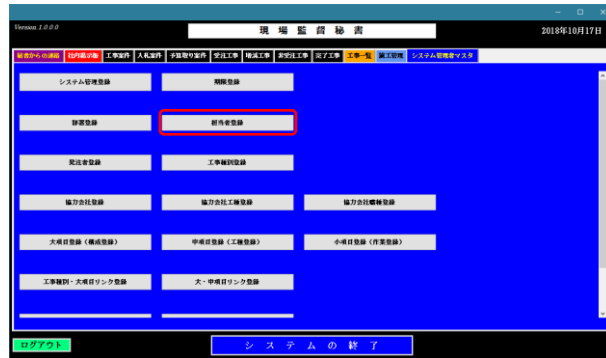 Version 1.0.0.0
現場監督秘書
2018年10月17日
秘書からの連絡 社内掲示板 工事案件 入札案件 予算取り案件 受注工事 増減工事 非受注工事 完了工事 工事一覧 施工管理 システム管理者マスタ
システム管理登録 期限登録
部署登録 担当者登録
発注者登録 工事種別登録
協力会社登録 協力会社工種登録 協力会社職種登録
大項目登録（構成登録） 中項目登録（工種登録） 小項目登録（作業登録）
工事種別・大項目リンク登録 大・中項目リンク登録
ログアウト システムの終了